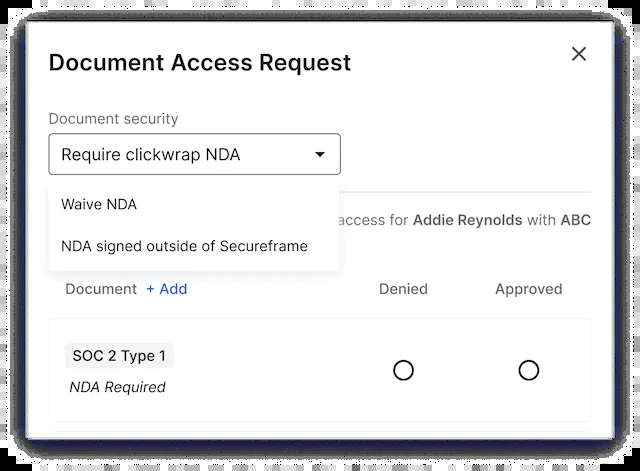 Document Access Request
Document security
Require clickwrap NDA
Waive NDA
access for Addie Reynolds with ABC
NDA signed outside of Secureframe
Document + Add Denied Approved
SOC 2 Type 1
NDA Required